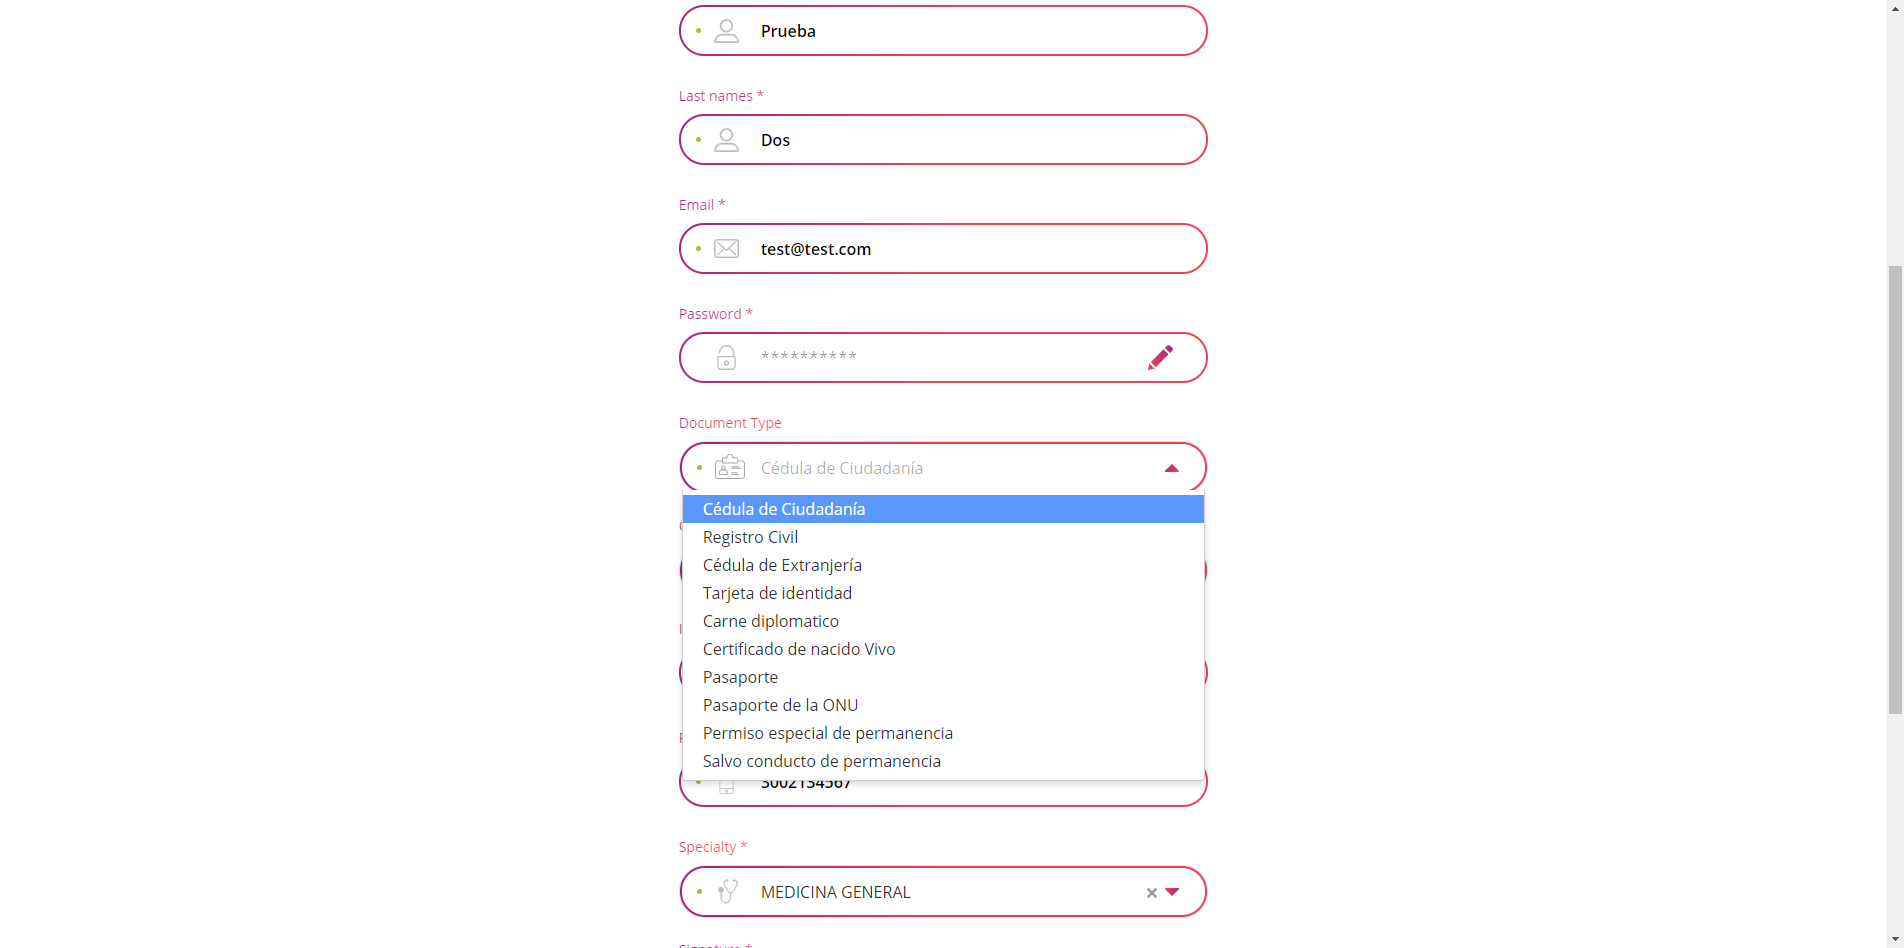 Prueba
Last names *
Dos
Email *
test@test.com
Password *
**********
Document Type
Cédula de Ciudadanía
Cédula de Ciudadanía
Registro Civil
Cédula de Extranjería
Tarjeta de identidad
Carne diplomatico
Certificado de nacido Vivo
Pasaporte
Pasaporte de la ONU
Permiso especial de permanencia
Salvo conducto de permanencia
3002134567
Specialty *
MEDICINA GENERAL
Signature *